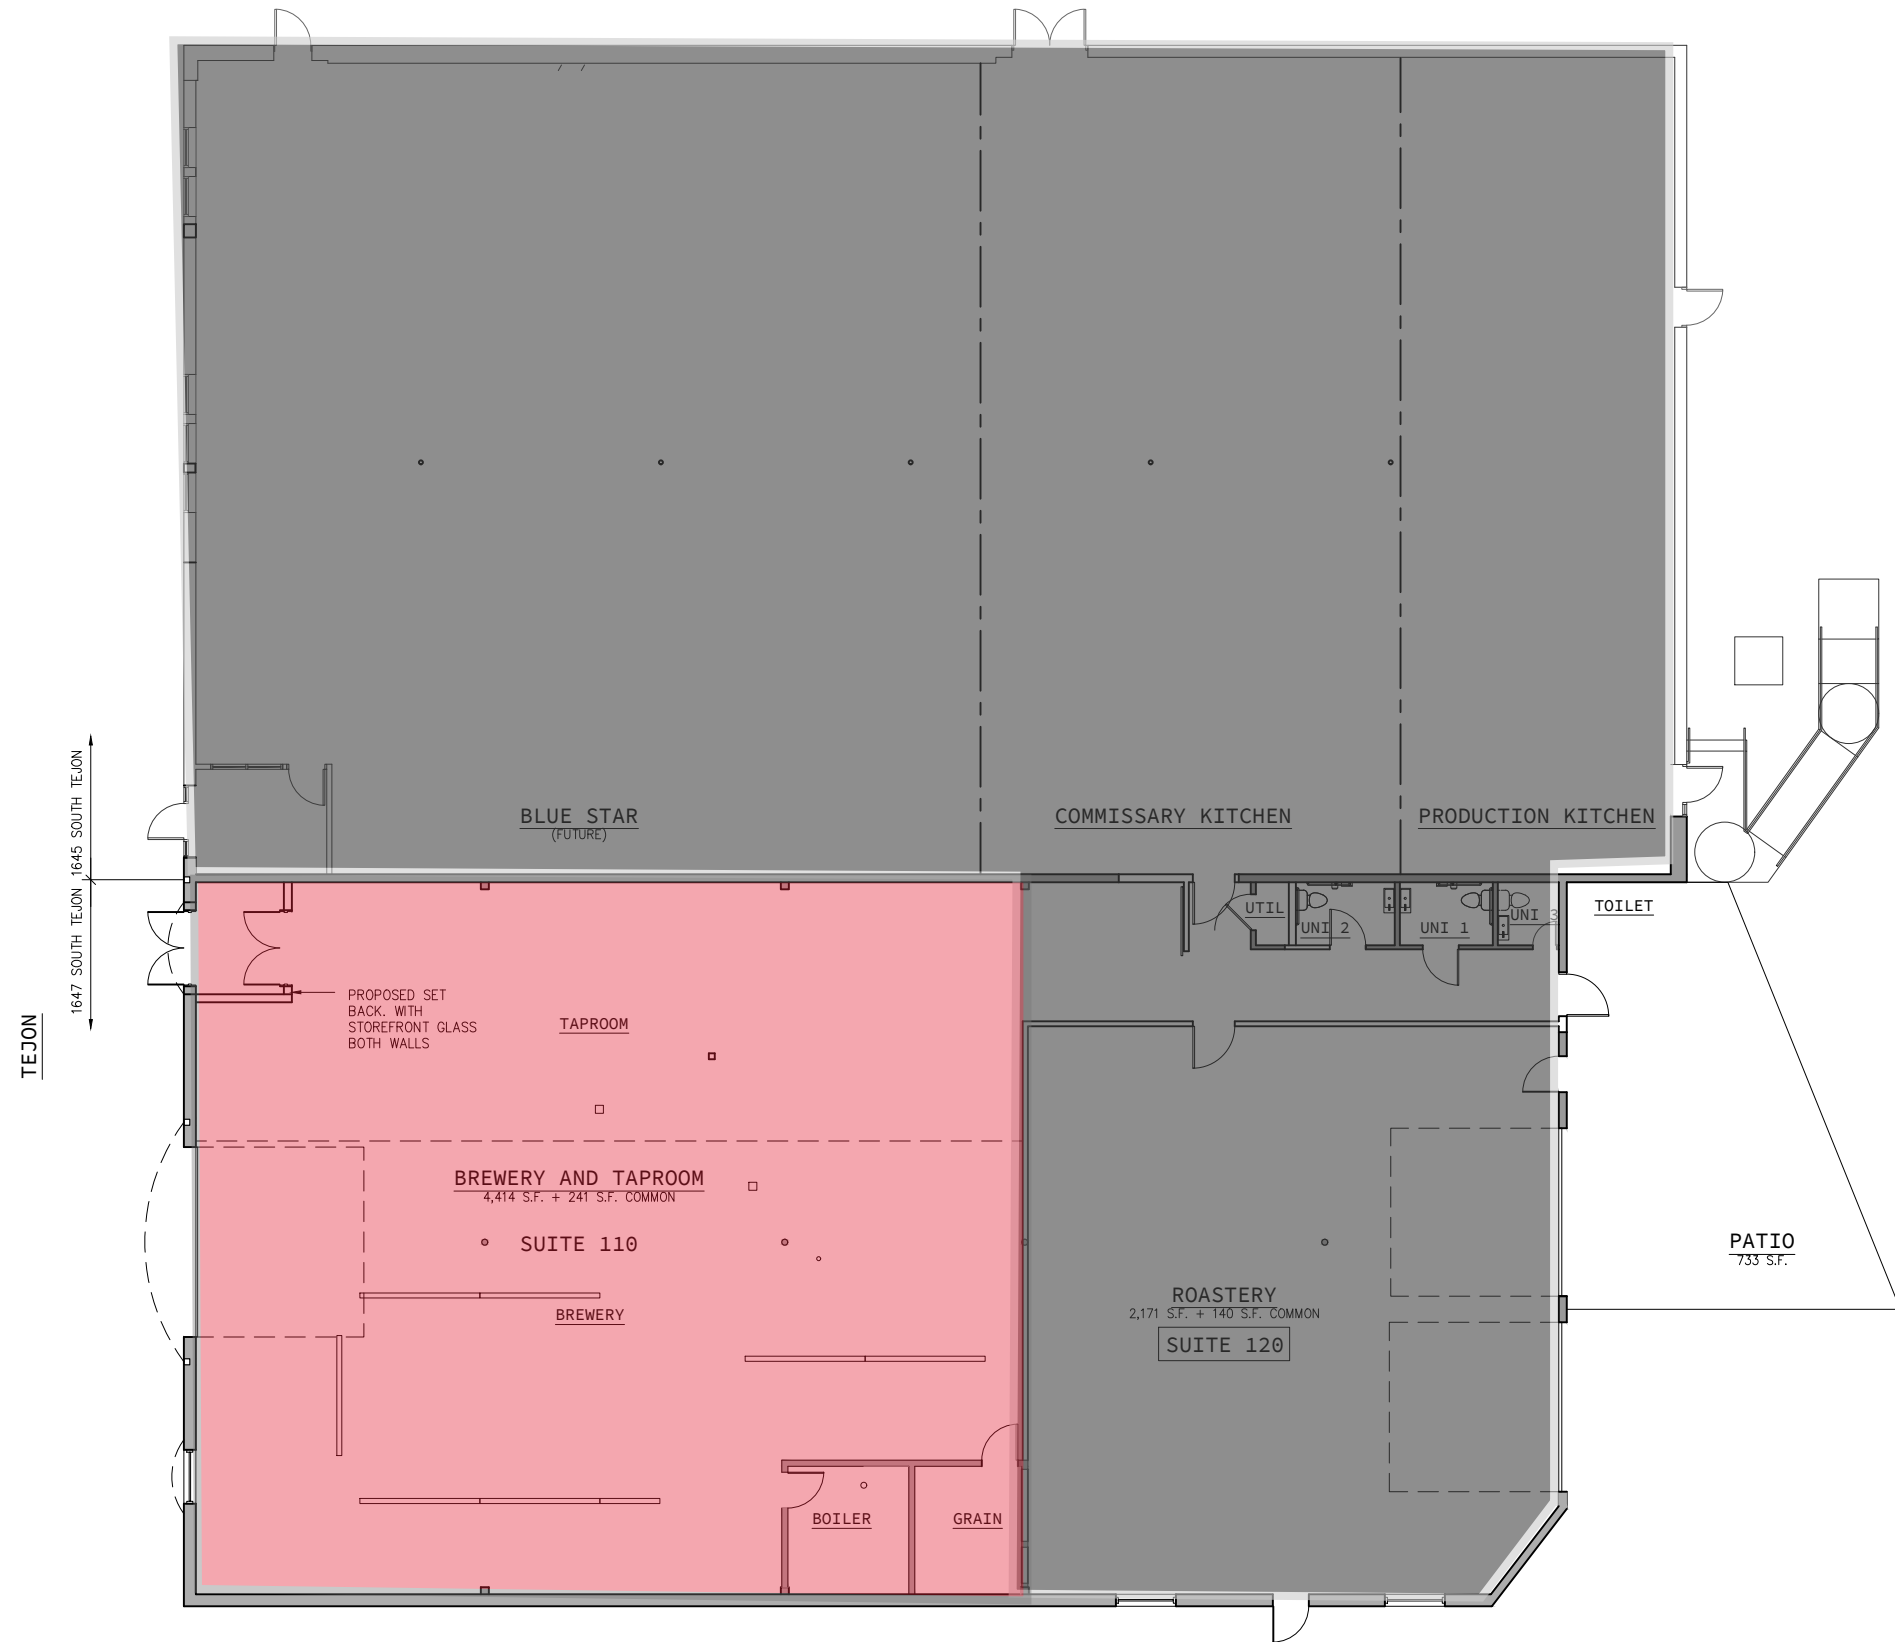 BLUE STAR
(FUTURE)
COMMISSARY KITCHEN
PRODUCTION KITCHEN
1645 SOUTH TEJON
1647 SOUTH TEJON
TEJON
UTIL
UNI 2
UNI 1
UNI 3
TOILET
PROPOSED SET
BACK. WITH
STOREFRONT GLASS
BOTH WALLS
TAPROOM
BREWERY AND TAPROOM
4,414 S.F. + 241 S.F. COMMON
SUITE 110
BREWERY
ROASTERY
2,171 S.F. + 140 S.F. COMMON
SUITE 120
PATIO
733 S.F.
BOILER
GRAIN